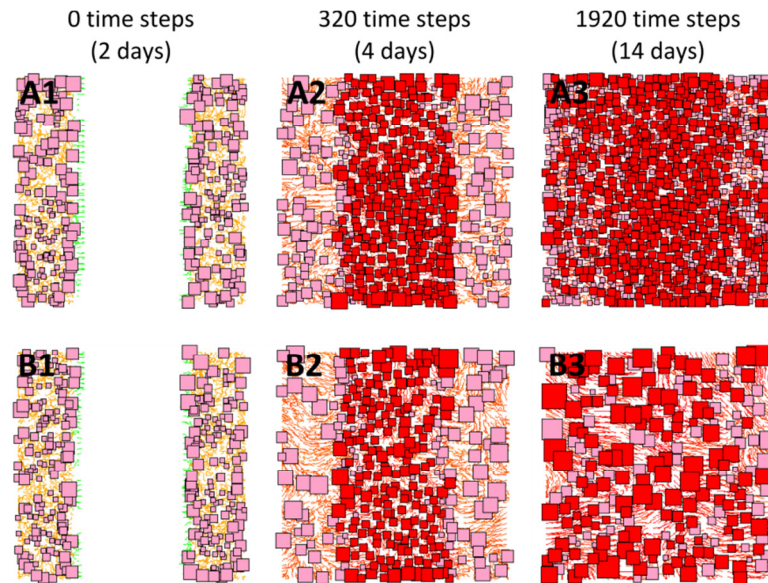 0 time steps
(2 days)
320 time steps
(4 days)
1920 time steps
(14 days)
A1
A2
A3
B1
B2
B3